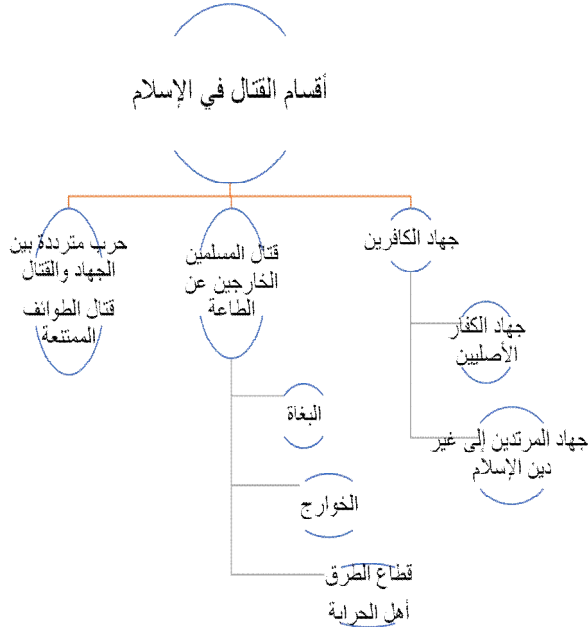 أقسام القتال في الإسلام
جهاد الكافرين
جهاد الكفار
الأصليين
جهاد المرتدين إلى غير
دين الإسلام
قتال المسلمين
الخارجين عن
الطاعة
البغاة
الخوارج
قطاع الطرق
أهل الحرابة
حرب مترددة بين
الجهاد والقتال
قتال الطوائف
الممتنعة